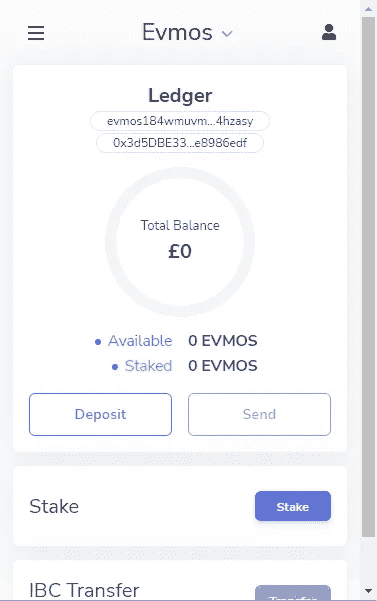 Evmos
Ledger
evmos184wmuvm...4hzasy
0x3d5DBE33...e8986edf
Total Balance
£0
Available 0 EVMOS
Staked 0 EVMOS
Deposit Send
Stake Stake
IBC Transfer Transfer